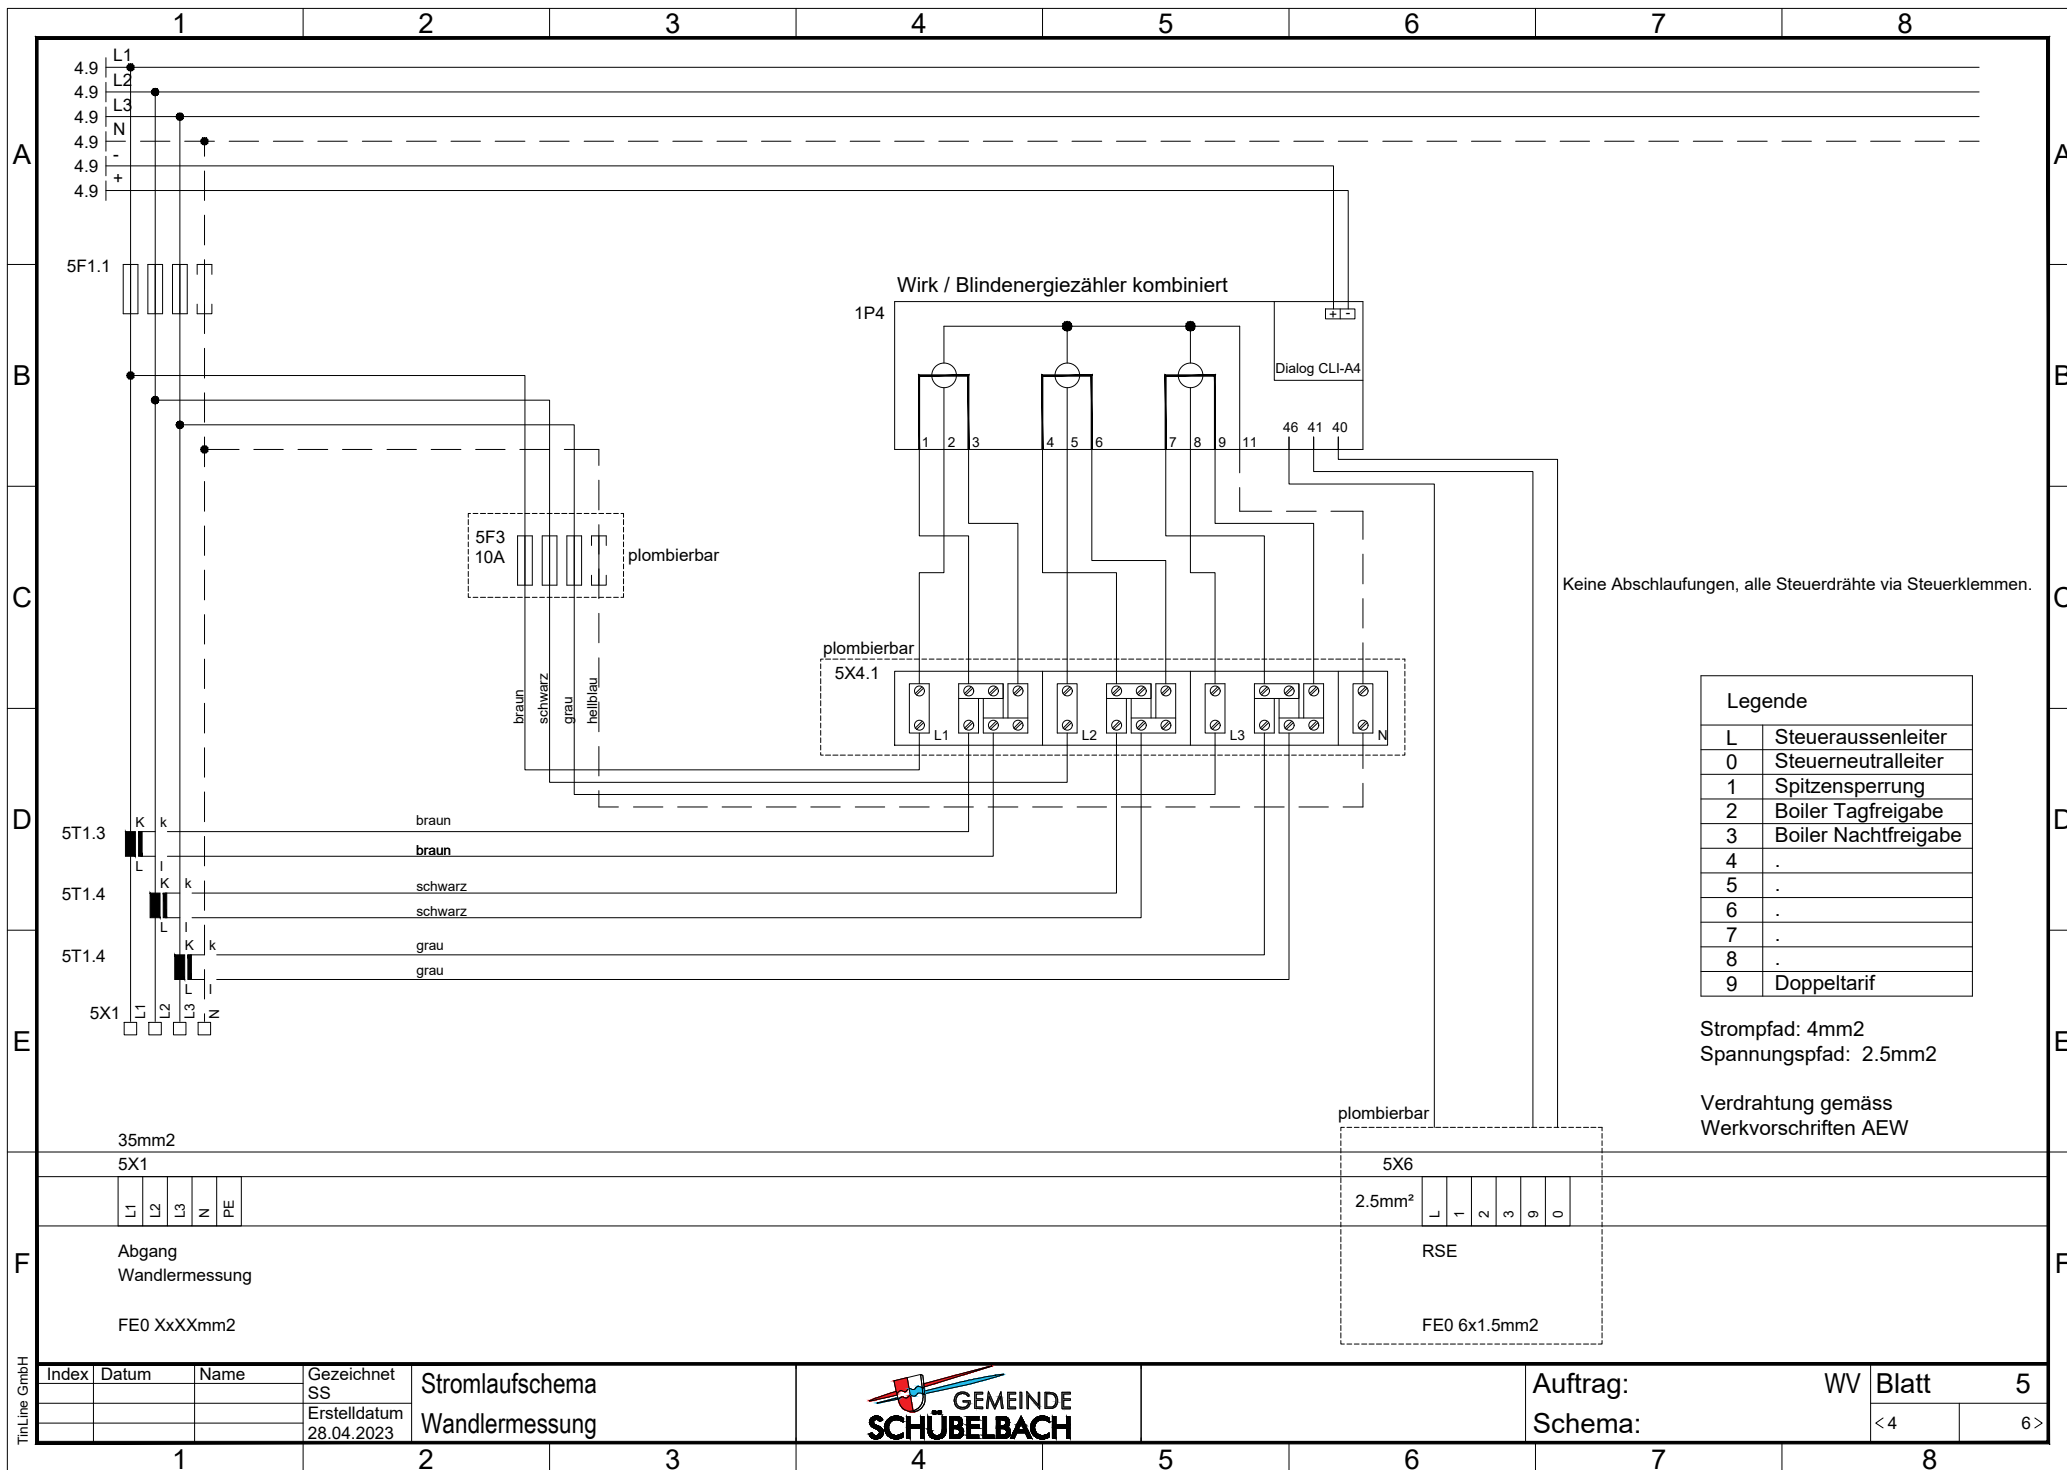 1 2 3 4 5 6 7 8
A A
B B
C C
D D
E E
F F
4.9 L1
4.9 L2
4.9 L3
4.9 N
4.9 -
4.9 +
5F1.1
Wirk / Blindenergiezähler kombiniert
1P4
+ -
Dialog CLI-A4
1 2 3 4 5 6 7 8 9 11 46 41 40
5F3
10A
plombierbar
Keine Abschlaufungen, alle Steuerdrähte via Steuerklemmen.
plombierbar
5X4.1
L1 L2 L3 N
braun
schwarz
grau
hellblau
5T1.3 K k
L l
braun
braun
5T1.4 K k
L l
schwarz
schwarz
5T1.4 K k
L l
grau
grau
5X1 L1 L2 L3 N
Legende
L Steueraussenleiter
0 Steuerneutralleiter
1 Spitzensperrung
2 Boiler Tagfreigabe
3 Boiler Nachtfreigabe
4 .
5 .
6 .
7 .
8 .
9 Doppeltarif
Strompfad: 4mm2
Spannungspfad: 2.5mm2
Verdrahtung gemäss
Werkvorschriften AEW
35mm2
5X1
L1 L2 L3 N PE
Abgang
Wandlermessung
FE0 XxXXmm2
plombierbar
5X6
2.5mm² L 1 2 3 9 0
RSE
FE0 6x1.5mm2
TinLine GmbH
Index Datum Name
Gezeichnet
SS
Erstelldatum
28.04.2023
Stromlaufschema
Wandlermessung
GEMEINDE
SCHÜBELBACH
Auftrag: WV
Schema:
Blatt 5
<4 6>
1 2 3 4 5 6 7 8